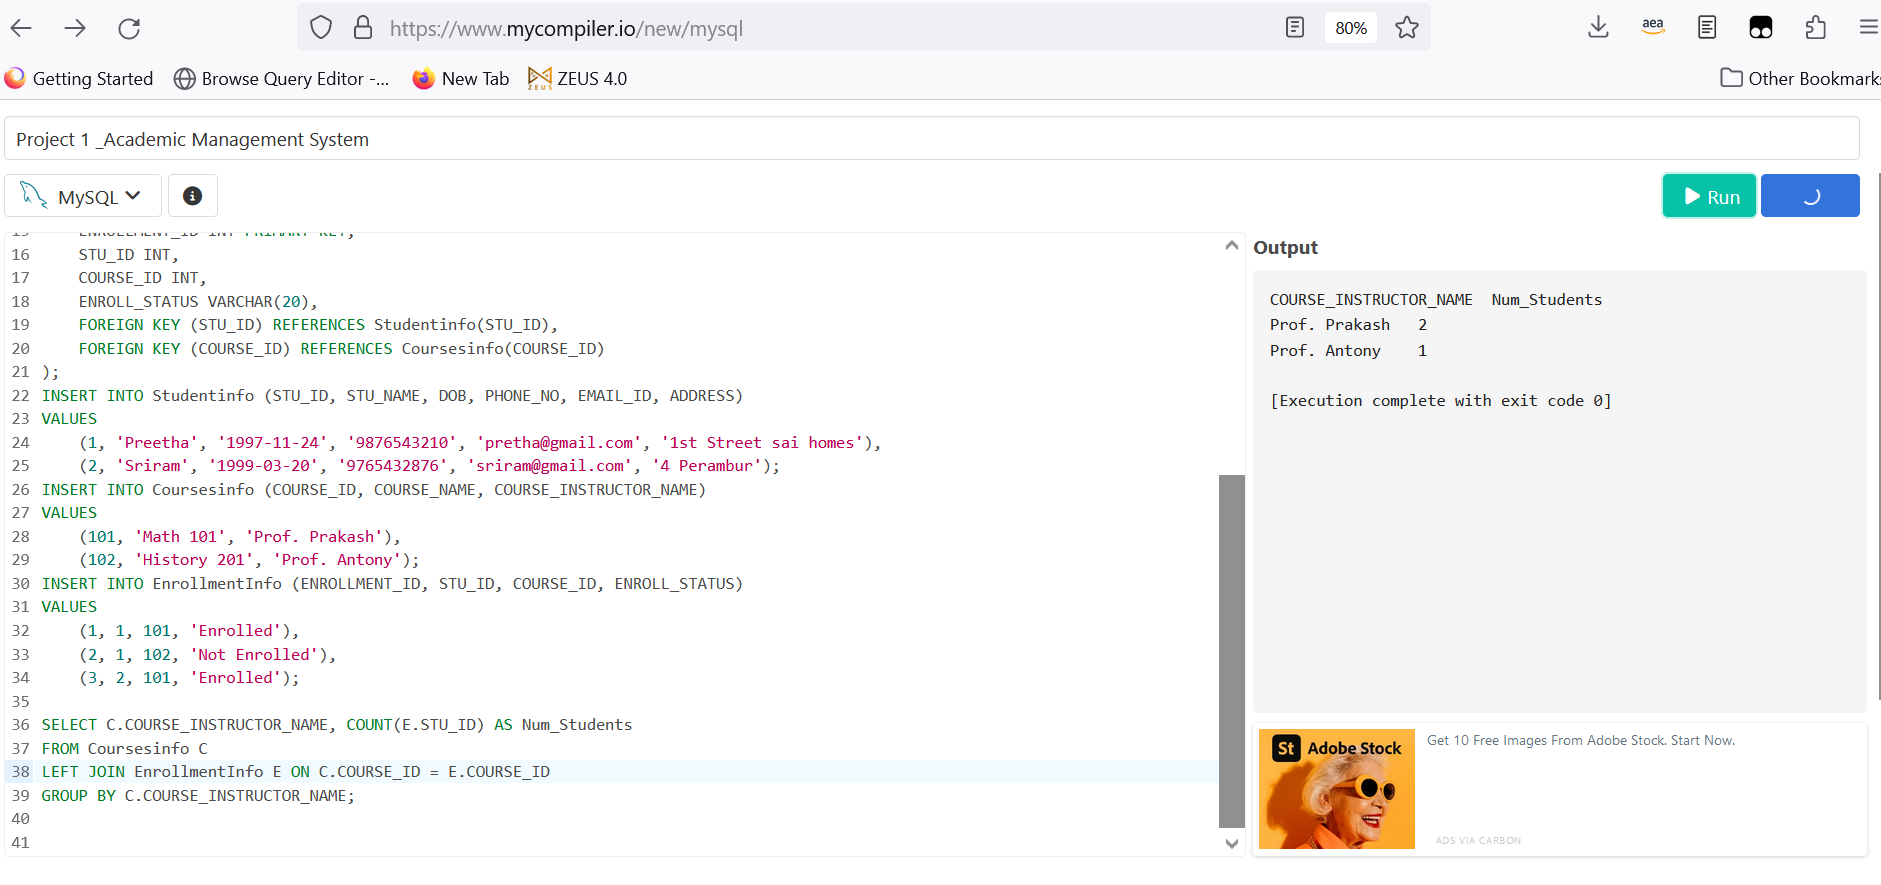 https://www.mycompiler.io/new/mysql
80%
aea
Getting Started
Browse Query Editor -...
New Tab
ZEUS
ZEUS 4.0
Other Bookmarks
Project 1 _Academic Management System
MySQL
Run
15 ENROLLMENT_ID INT PRIMARY KEY,
16 STU_ID INT,
17 COURSE_ID INT,
18 ENROLL_STATUS VARCHAR(20),
19 FOREIGN KEY (STU_ID) REFERENCES Studentinfo(STU_ID),
20 FOREIGN KEY (COURSE_ID) REFERENCES Coursesinfo(COURSE_ID)
21 );
22 INSERT INTO Studentinfo (STU_ID, STU_NAME, DOB, PHONE_NO, EMAIL_ID, ADDRESS)
23 VALUES
24 (1, 'Preetha', '1997-11-24', '9876543210', 'pretha@gmail.com', '1st Street sai homes'),
25 (2, 'Sriram', '1999-03-20', '9765432876', 'sriram@gmail.com', '4 Perambur');
26 INSERT INTO Coursesinfo (COURSE_ID, COURSE_NAME, COURSE_INSTRUCTOR_NAME)
27 VALUES
28 (101, 'Math 101', 'Prof. Prakash'),
29 (102, 'History 201', 'Prof. Antony');
30 INSERT INTO EnrollmentInfo (ENROLLMENT_ID, STU_ID, COURSE_ID, ENROLL_STATUS)
31 VALUES
32 (1, 1, 101, 'Enrolled'),
33 (2, 1, 102, 'Not Enrolled'),
34 (3, 2, 101, 'Enrolled');
35
36 SELECT C.COURSE_INSTRUCTOR_NAME, COUNT(E.STU_ID) AS Num_Students
37 FROM Coursesinfo C
38 LEFT JOIN EnrollmentInfo E ON C.COURSE_ID = E.COURSE_ID
39 GROUP BY C.COURSE_INSTRUCTOR_NAME;
40
41
Output
COURSE_INSTRUCTOR_NAME Num_Students
Prof. Prakash 2
Prof. Antony 1
[Execution complete with exit code 0]
St Adobe Stock
Get 10 Free Images From Adobe Stock. Start Now.
ADS VIA CARBON